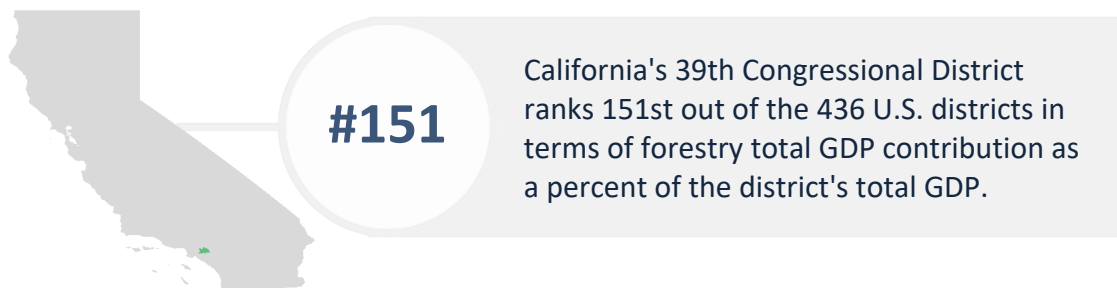 #151
California's 39th Congressional District
ranks 151st out of the 436 U.S. districts in
terms of forestry total GDP contribution as
a percent of the district's total GDP.